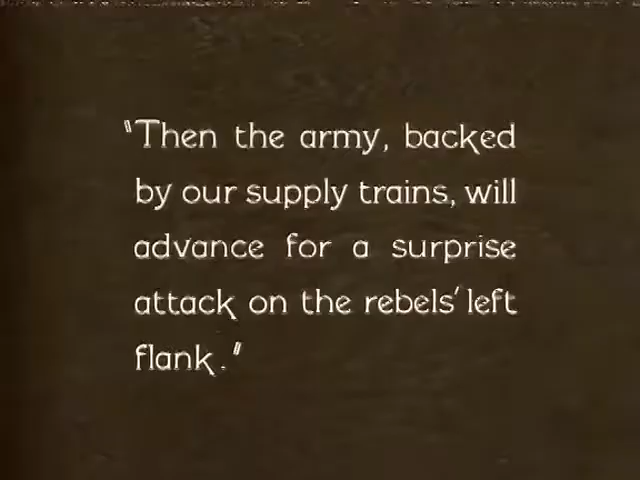 "Then the army, backed
by our supply trains, will
advance for a surprise
attack on the rebels' left
flank."